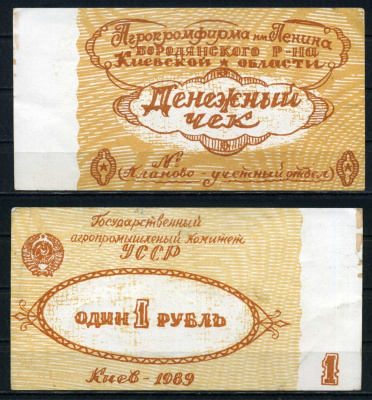 Агропромфирма им. Ленина
Бородянского р-на
Киевской области
Денежный
чек
№
(Планово-учетный отдел)
Государственный
агропромышленый комитет
УССР
ОДИН 1 РУБЛЬ
1
Киев-1989